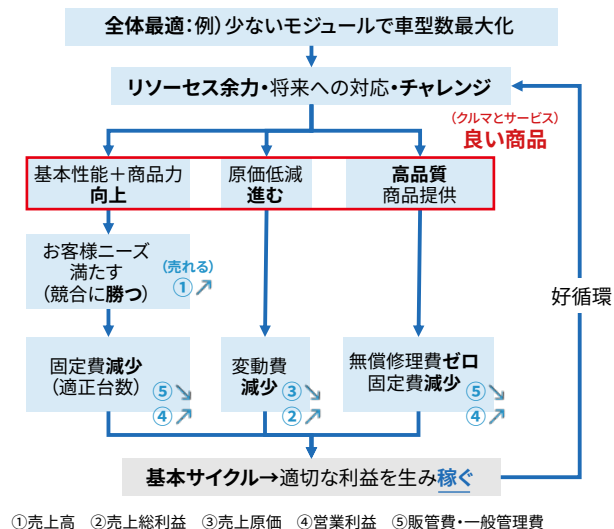 全体最適：例）少ないモジュールで車型数最大化
リソーセス余力・将来への対応・チャレンジ
（クルマとサービス）
良い商品
基本性能＋商品力
向上
原価低減
進む
高品質
商品提供
お客様ニーズ
満たす
（競合に勝つ）
（売れる）
①↗
好循環
固定費減少
（適正台数）
⑤↘
④↗
変動費
減少
③↘
②↗
無償修理費ゼロ
固定費減少
⑤↘
④↗
基本サイクル→適切な利益を生み稼ぐ
①売上高　②売上総利益　③売上原価　④営業利益　⑤販管費・一般管理費